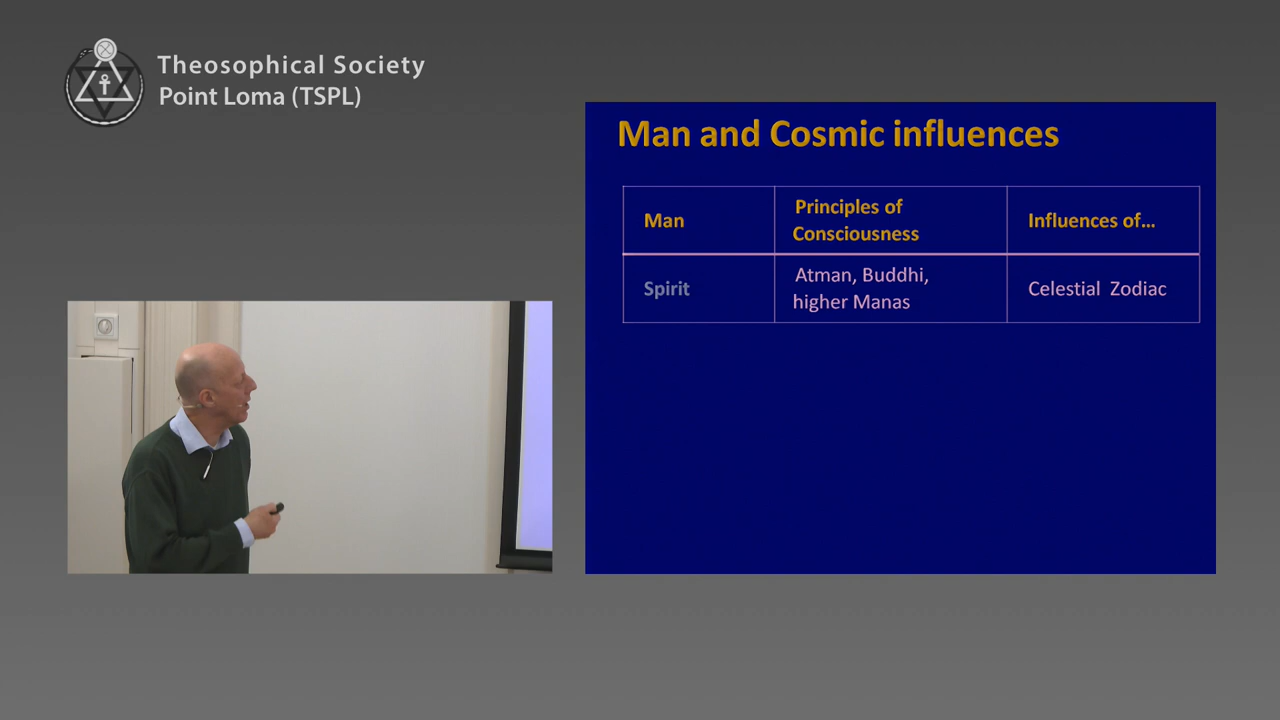 Theosophical Society
Point Loma (TSPL)
Man and Cosmic influences
Man
Principles of
Consciousness
Influences of...
Spirit
Atman, Buddhi,
higher Manas
Celestial Zodiac